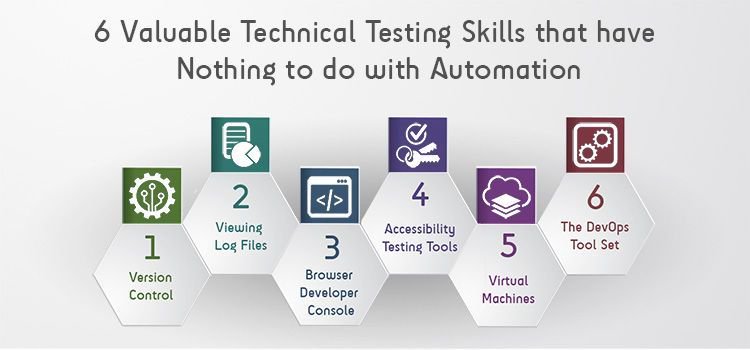 6 Valuable Technical Testing Skills that have
Nothing to do with Automation
1
Version
Control
2
Viewing
Log Files
</>
3
Browser
Developer
Console
4
Accessibility
Testing Tools
5
Virtual
Machines
6
The DevOps
Tool Set